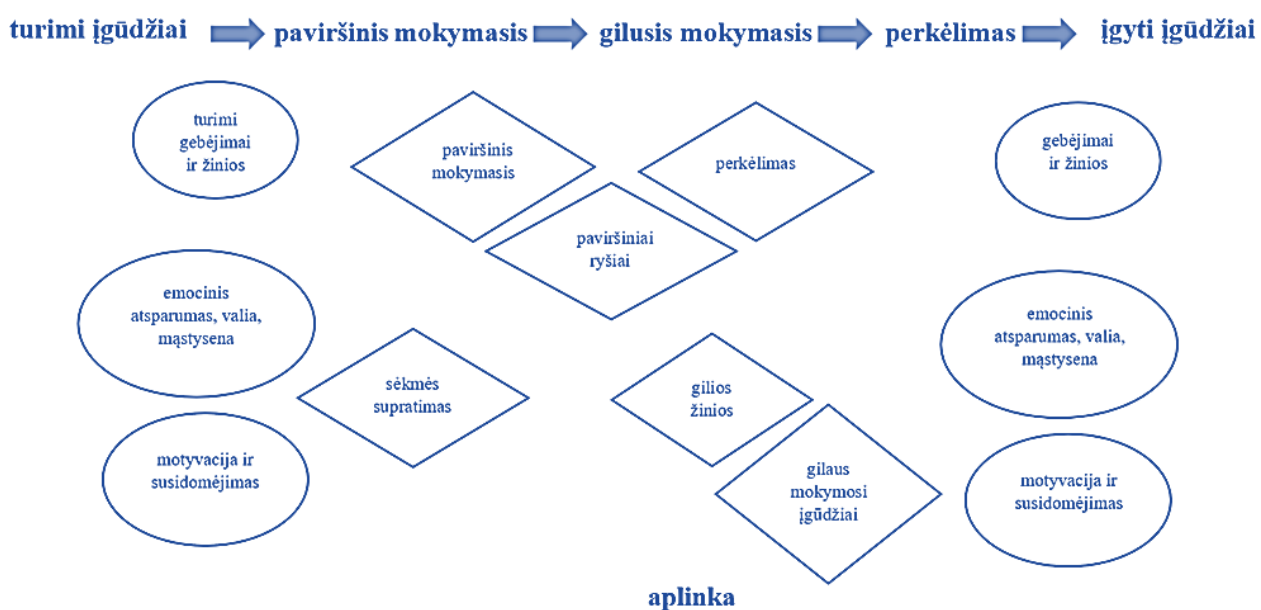 turimi įgūdžiai paviršinis mokymasis gilusis mokymasis perkėlimas įgyti įgūdžiai
turimi
gebėjimai
ir žinios
paviršinis
mokymasis
perkėlimas
gebėjimai
ir žinios
paviršiniai
ryšiai
emocinis
atsparumas, valia,
mąstysena
emocinis
atsparumas, valia,
mąstysena
sėkmės
supratimas
gilios
žinios
motyvacija ir
susidomėjimas
gilaus
mokymosi
įgūdžiai
motyvacija ir
susidomėjimas
aplinka